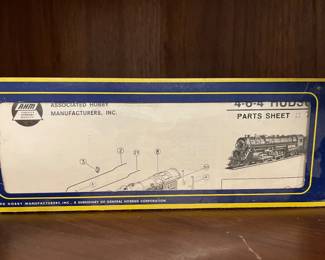 AHM
ASSOCIATED HOBBY
MANUFACTURERS, INC.
4-6-4 HUDS
PARTS SHEET
HOBBY MANUFACTURERS, INC., A SUBSIDIARY OF GENERAL HOBBIES CORPORATION